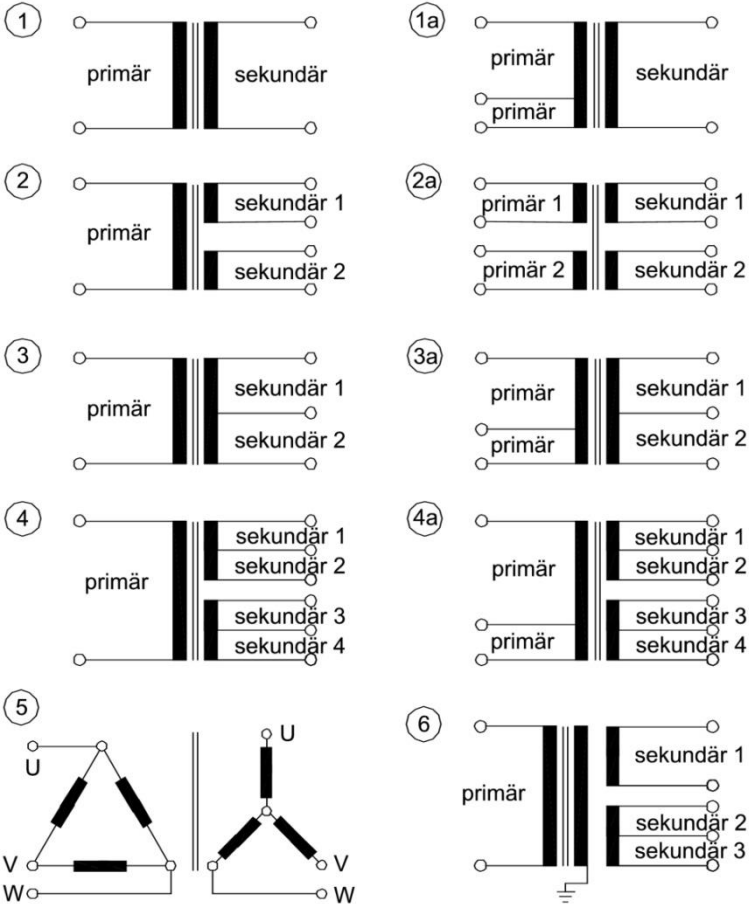 1
primär
sekundär
1a
primär
primär
sekundär
2
primär
sekundär 1
sekundär 2
2a
primär 1
primär 2
sekundär 1
sekundär 2
3
primär
sekundär 1
sekundär 2
3a
primär
primär
sekundär 1
sekundär 2
4
primär
sekundär 1
sekundär 2
sekundär 3
sekundär 4
4a
primär
primär
sekundär 1
sekundär 2
sekundär 3
sekundär 4
5
U
V
W
U
V
W
6
primär
sekundär 1
sekundär 2
sekundär 3